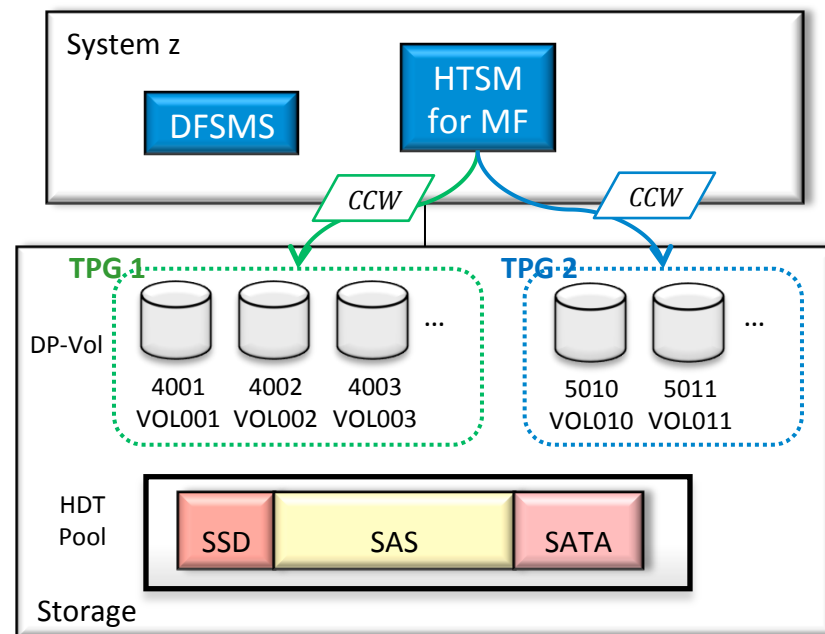 System z
HTSM
for MF
DFSMS
CCW
CCW
TPG 1
TPG 2
DP-Vol
...
...
4001
VOL001
4002
VOL002
4003
VOL003
5010
VOL010
5011
VOL011
HDT
Pool
SSD
SAS
SATA
Storage